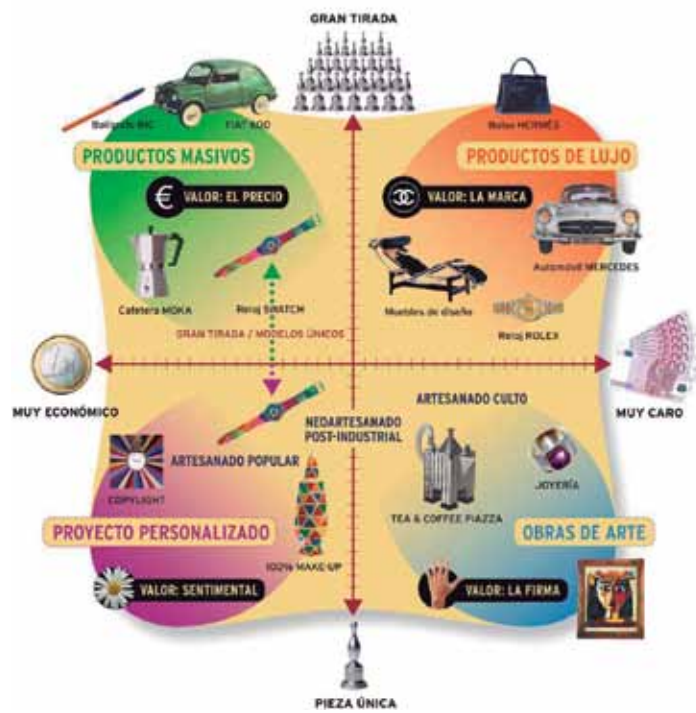 GRAN TIRADA
Bolígrafo BIC
FIAT 600
Bolso HERMÈS
PRODUCTOS MASIVOS
PRODUCTOS DE LUJO
€ VALOR: EL PRECIO
VALOR: LA MARCA
Automóvil MERCEDES
Cafetera MOKA
Reloj SWATCH
Muebles de diseño
Reloj ROLEX
GRAN TIRADA / MODELOS ÚNICOS
MUY ECONÓMICO
MUY CARO
NEOARTESANADO
POST-INDUSTRIAL
ARTESANADO CULTO
ARTESANADO POPULAR
COPYLIGHT
JOYERÍA
TEA & COFFEE PIAZZA
PROYECTO PERSONALIZADO
OBRAS DE ARTE
100% MAKE-UP
VALOR: SENTIMENTAL
VALOR: LA FIRMA
PIEZA ÚNICA